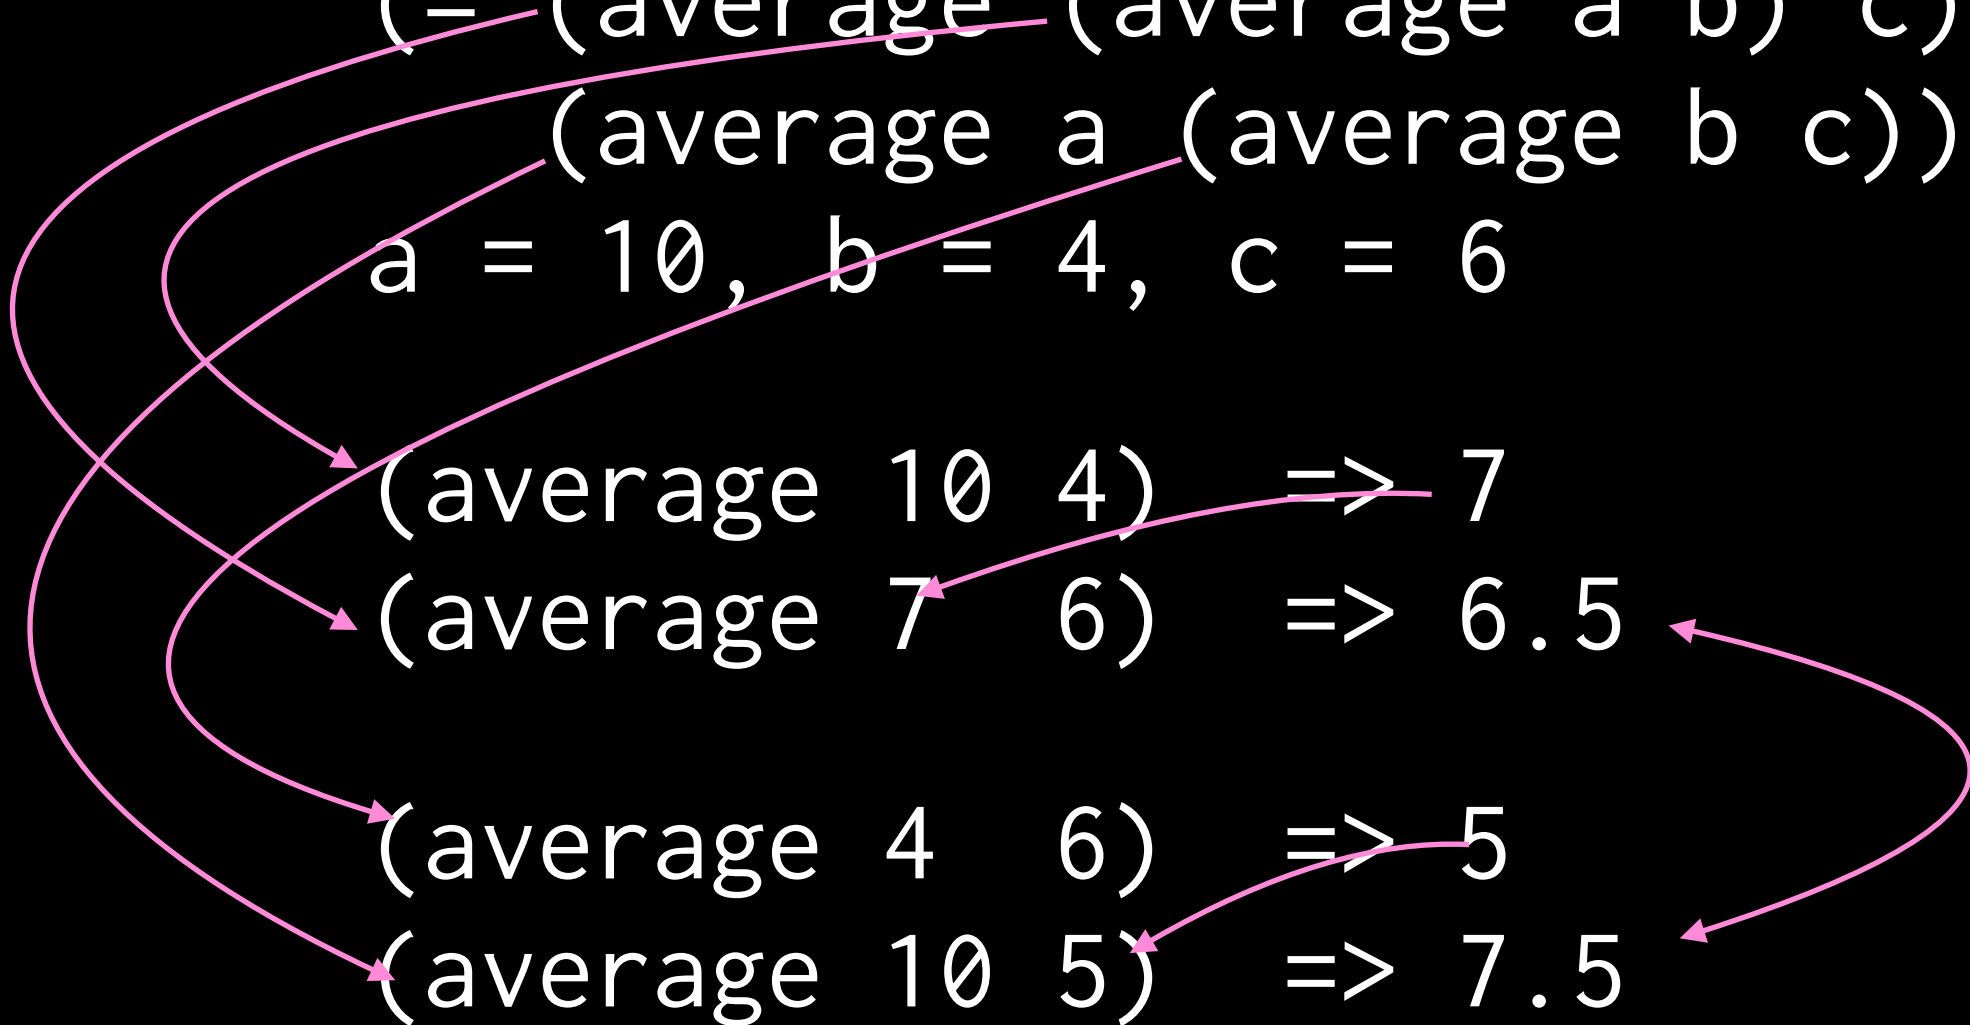 (= (average (average a b) c)
(average a (average b c))
a = 10, b = 4, c = 6
(average 10 4) => 7
(average 7 6) => 6.5
(average 4 6) => 5
(average 10 5) => 7.5